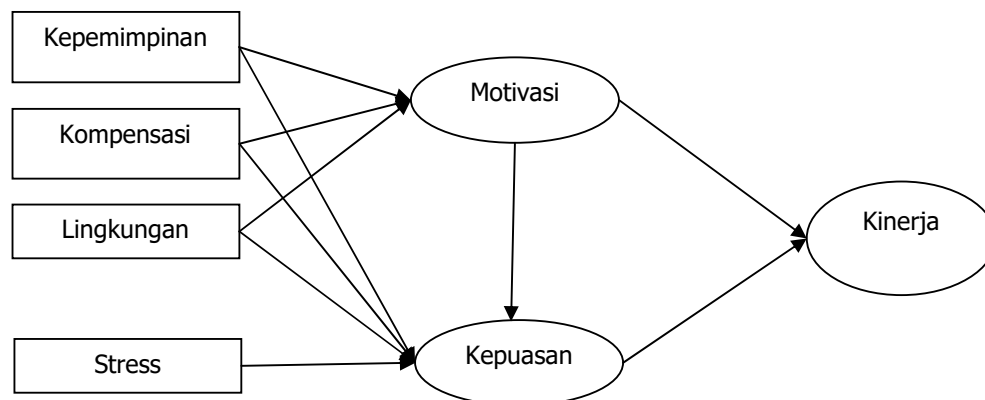 Kepemimpinan
Motivasi
Kompensasi
Kinerja
Lingkungan
Kepuasan
Stress